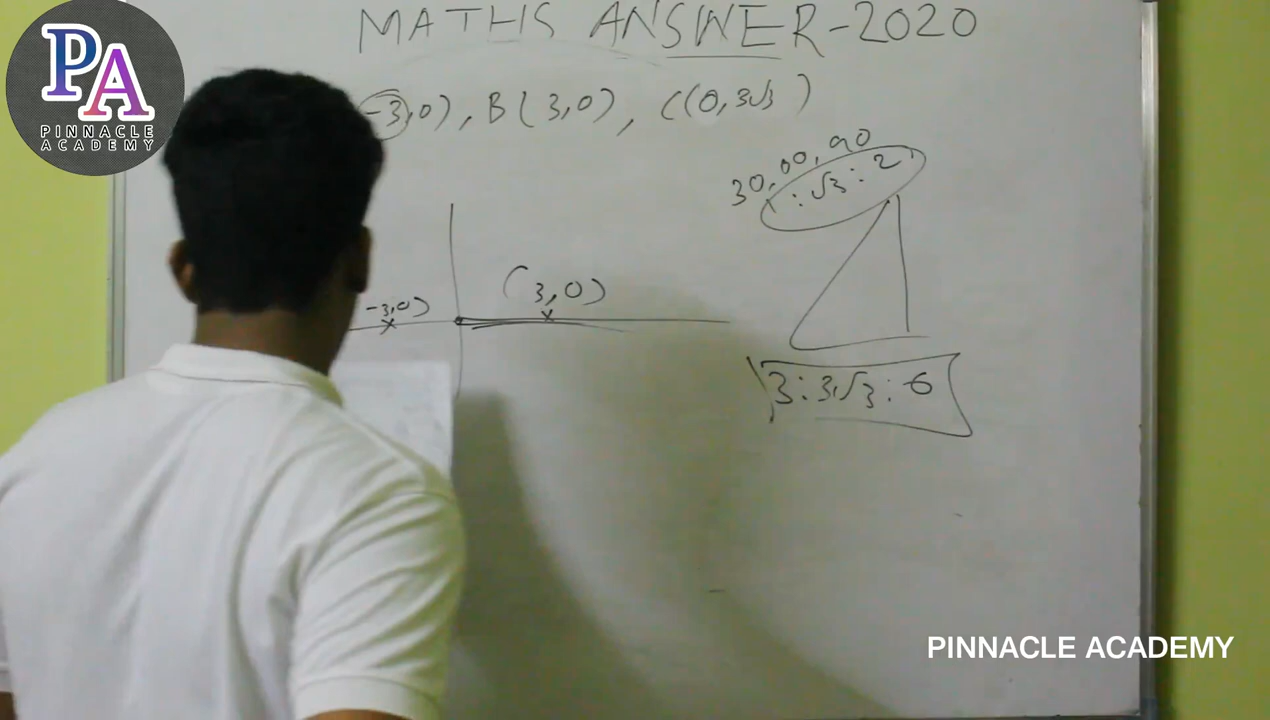 MATHS ANSWER-2020
PA
PINNACLE
ACADEMY
-3,0), B(3,0), C(0,3√3)
30,60,90
1:√3:2
(3,0)
-3,0)
3:3√3:6
PINNACLE ACADEMY